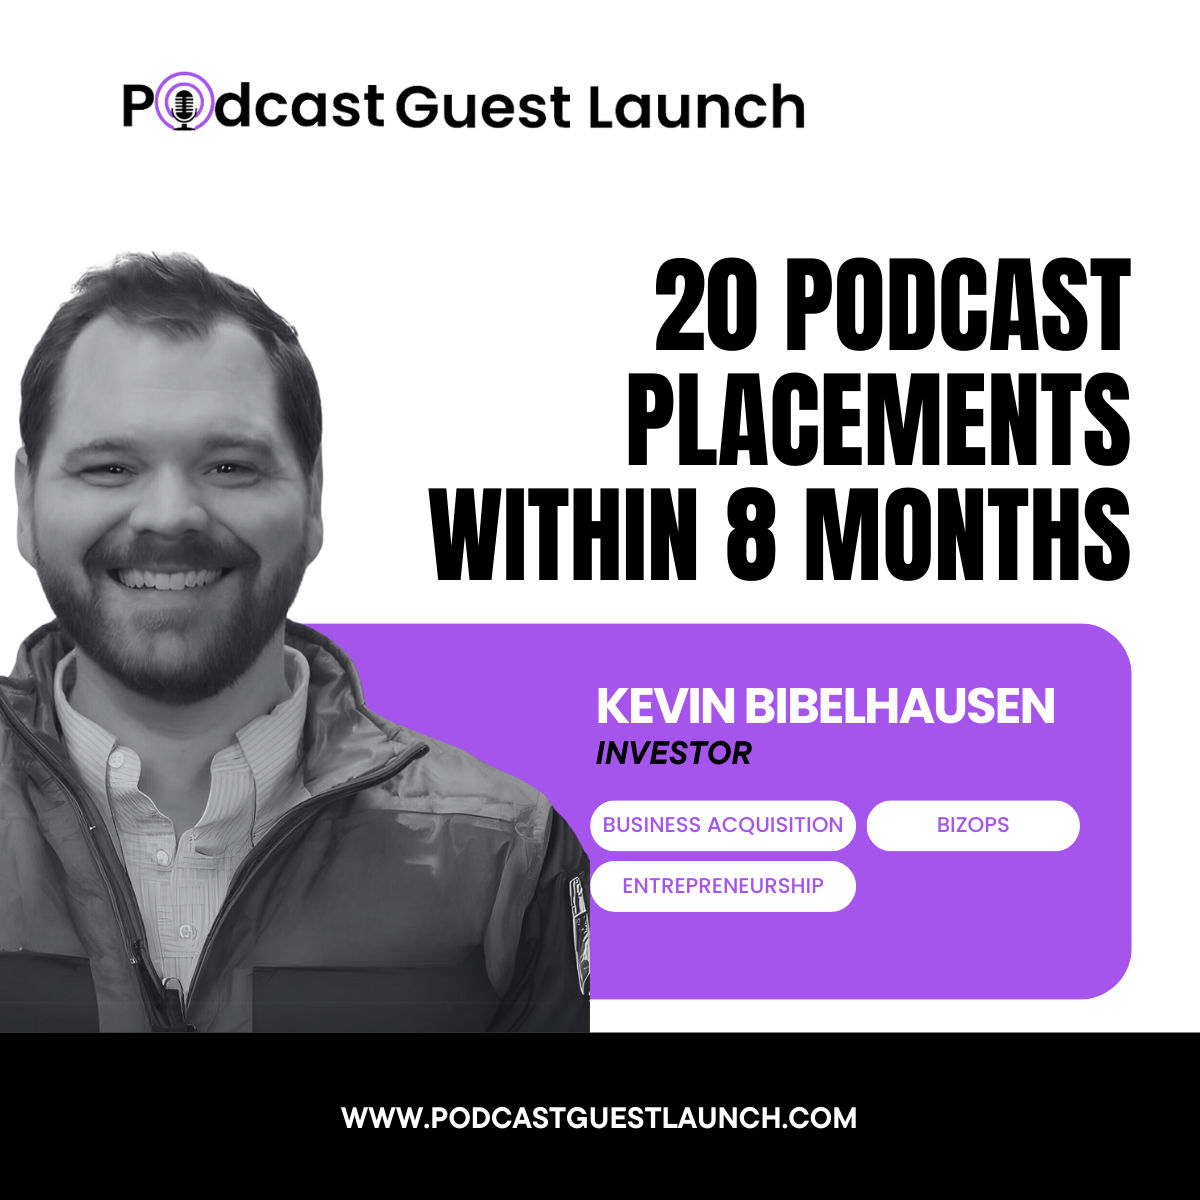 Podcast Guest Launch
20 PODCAST
PLACEMENTS
WITHIN 8 MONTHS
KEVIN BIBELHAUSEN
INVESTOR
BUSINESS ACQUISITION
BIZOPS
ENTREPRENEURSHIP
WWW.PODCASTGUESTLAUNCH.COM